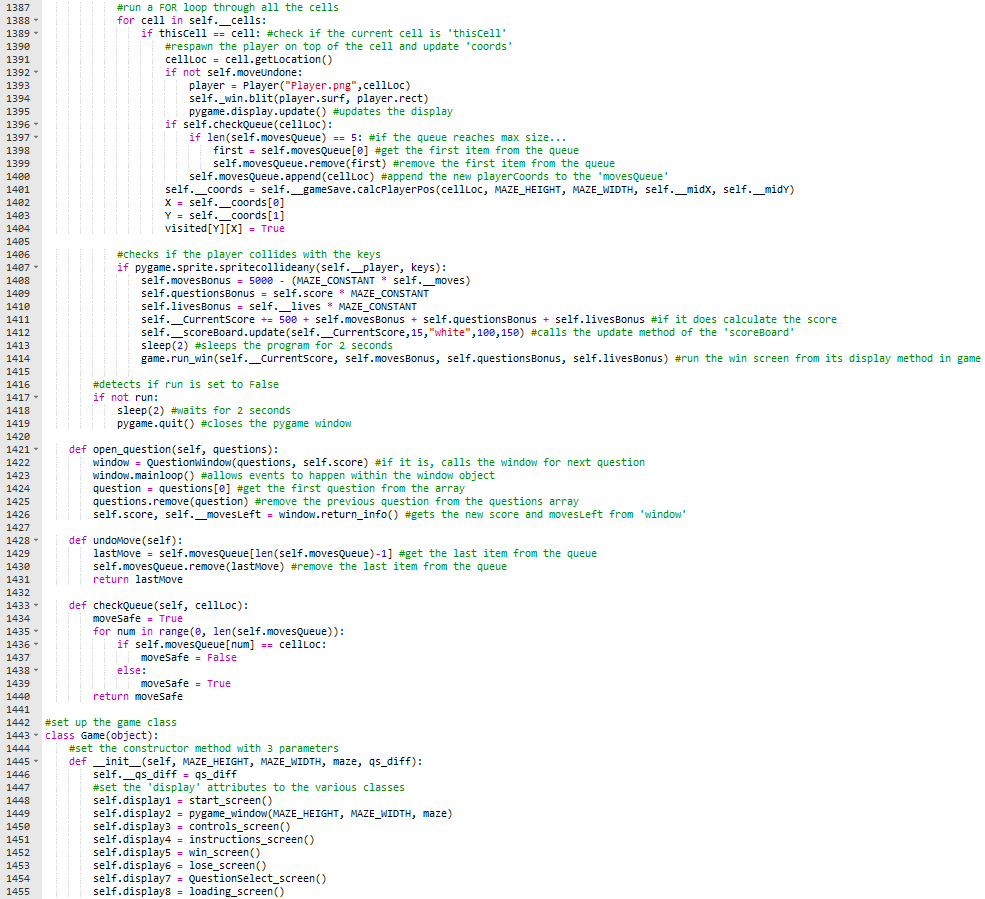 1387 #run a FOR loop through all the cells
1388 for cell in self.__cells:
1389 if thisCell == cell: #check if the current cell is 'thisCell'
1390 #respawn the player on top of the cell and update 'coords'
1391 cellLoc = cell.getLocation()
1392 if not self.moveUndone:
1393 player = Player("Player.png",cellLoc)
1394 self._win.blit(player.surf, player.rect)
1395 pygame.display.update() #updates the display
1396 if self.checkQueue(cellLoc):
1397 if len(self.movesQueue) == 5: #if the queue reaches max size...
1398 first = self.movesQueue[0] #get the first item from the queue
1399 self.movesQueue.remove(first) #remove the first item from the queue
1400 self.movesQueue.append(cellLoc) #append the new playerCoords to the 'movesQueue'
1401 self.__coords = self.__gameSave.calcPlayerPos(cellLoc, MAZE_HEIGHT, MAZE_WIDTH, self.__midX, self.__midY)
1402 X = self.__coords[0]
1403 Y = self.__coords[1]
1404 visited[Y][X] = True
1405
1406 #checks if the player collides with the keys
1407 if pygame.sprite.spritecollideany(self.__player, keys):
1408 self.movesBonus = 5000 - (MAZE_CONSTANT * self.__moves)
1409 self.questionsBonus = self.score * MAZE_CONSTANT
1410 self.livesBonus = self.__lives * MAZE_CONSTANT
1411 self.__CurrentScore += 500 + self.movesBonus + self.questionsBonus + self.livesBonus #if it does calculate the score
1412 self.__scoreBoard.update(self.__CurrentScore,15,"white",100,150) #calls the update method of the 'scoreBoard'
1413 sleep(2) #sleeps the program for 2 seconds
1414 game.run_win(self.__CurrentScore, self.movesBonus, self.questionsBonus, self.livesBonus) #run the win screen from its display method in game
1415
1416 #detects if run is set to False
1417 if not run:
1418 sleep(2) #waits for 2 seconds
1419 pygame.quit() #closes the pygame window
1420
1421 def open_question(self, questions):
1422 window = QuestionWindow(questions, self.score) #if it is, calls the window for next question
1423 window.mainloop() #allows events to happen within the window object
1424 question = questions[0] #get the first question from the array
1425 questions.remove(question) #remove the previous question from the questions array
1426 self.score, self.__movesLeft = window.return_info() #gets the new score and movesLeft from 'window'
1427
1428 def undoMove(self):
1429 lastMove = self.movesQueue[len(self.movesQueue)-1] #get the last item from the queue
1430 self.movesQueue.remove(lastMove) #remove the last item from the queue
1431 return lastMove
1432
1433 def checkQueue(self, cellLoc):
1434 moveSafe = True
1435 for num in range(0, len(self.movesQueue)):
1436 if self.movesQueue[num] == cellLoc:
1437 moveSafe = False
1438 else:
1439 moveSafe = True
1440 return moveSafe
1441
1442 #set up the game class
1443 class Game(object):
1444 #set the constructor method with 3 parameters
1445 def __init__(self, MAZE_HEIGHT, MAZE_WIDTH, maze, qs_diff):
1446 self.__qs_diff = qs_diff
1447 #set the 'display' attributes to the various classes
1448 self.display1 = start_screen()
1449 self.display2 = pygame_window(MAZE_HEIGHT, MAZE_WIDTH, maze)
1450 self.display3 = controls_screen()
1451 self.display4 = instructions_screen()
1452 self.display5 = win_screen()
1453 self.display6 = lose_screen()
1454 self.display7 = QuestionSelect_screen()
1455 self.display8 = loading_screen()